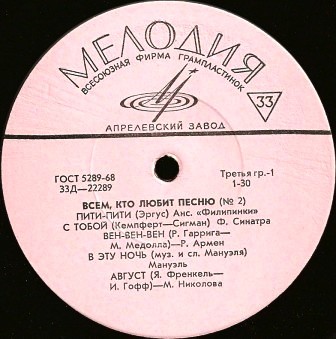 МЕЛОДИЯ
ВСЕСОЮЗНАЯ ФИРМА ГРАМПЛАСТИНОК
33
АПРЕЛЕВСКИЙ ЗАВОД
ГОСТ 5289-68
Третья гр.-1
33Д—22289
1-30
ВСЕМ, КТО ЛЮБИТ ПЕСНЮ (№ 2)
ПИТИ-ПИТИ (Эргус) Анс. «Филипинки»
С ТОБОЙ (Кемпферт—Сигман) Ф. Синатра
ВЕН-ВЕН-ВЕН (Р. Гаррига—
М. Медолла)—Р. Армен
В ЭТУ НОЧЬ (муз. и сл. Мануэля)
Мануэль
АВГУСТ (Я. Френкель—
И. Гофф)—М. Николова